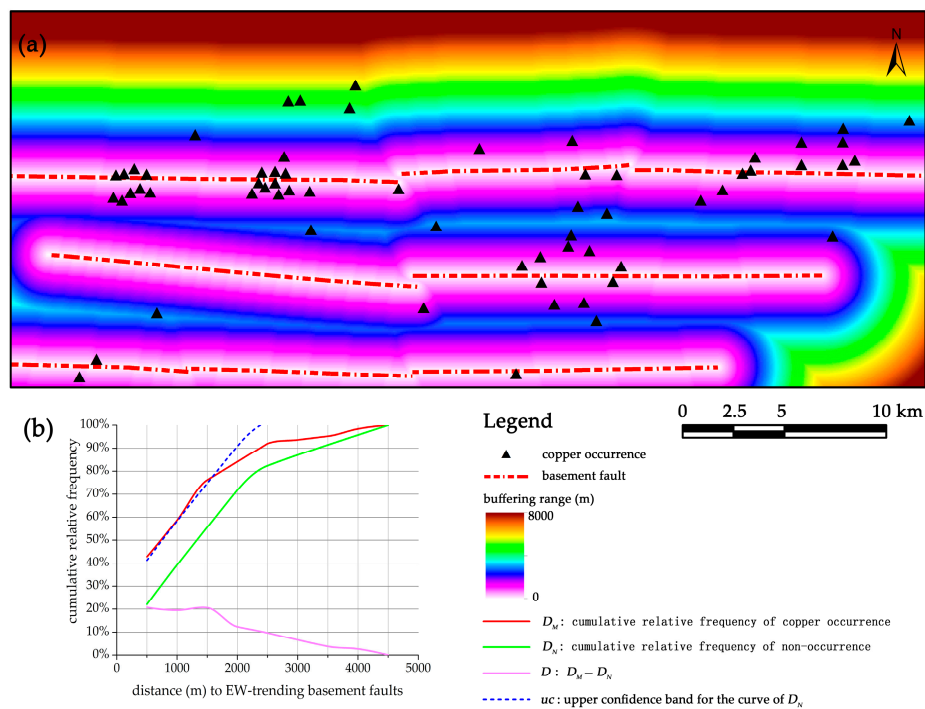 (a)
N
(b)
100%
90%
80%
70%
60%
50%
40%
30%
20%
10%
0%
cumulative relative frequency
0 1000 2000 3000 4000 5000
distance (m) to EW-trending basement faults
Legend
0 2.5 5 10 km
copper occurrence
basement fault
buffering range (m)
8000
0
D_M: cumulative relative frequency of copper occurrence
D_N: cumulative relative frequency of non-occurrence
D: D_M — D_N
uc: upper confidence band for the curve of D_N